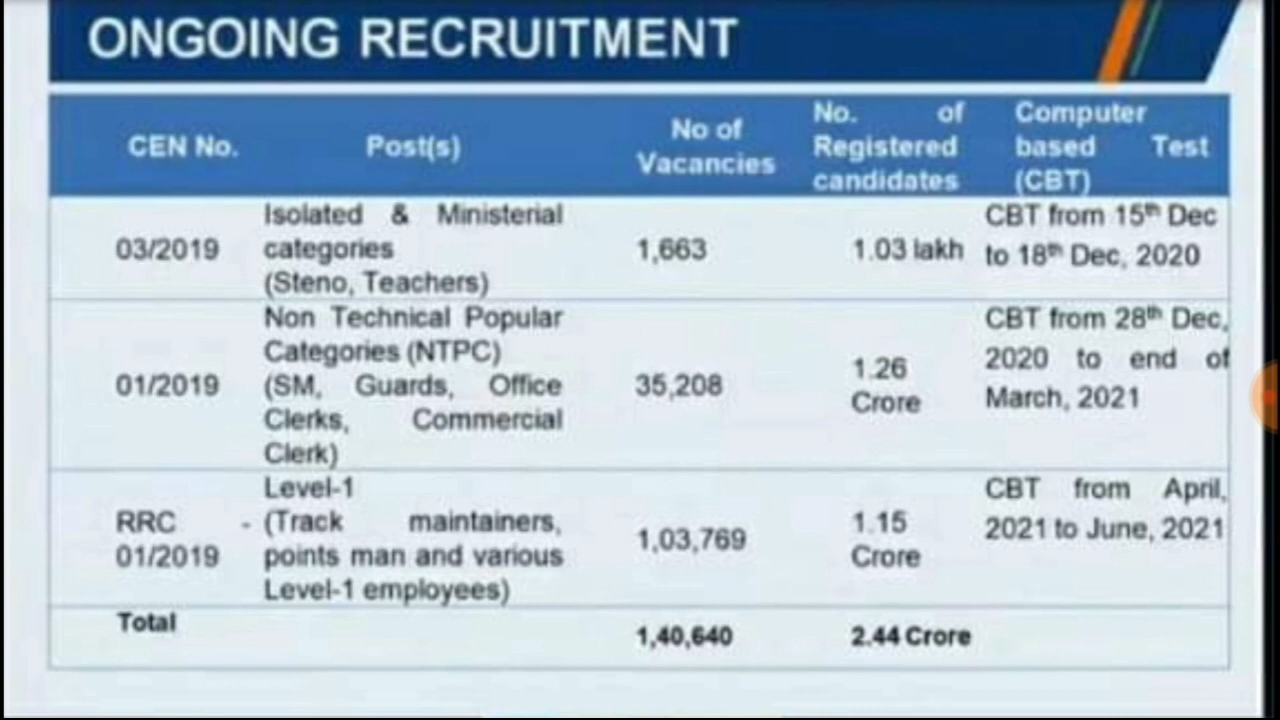 ONGOING RECRUITMENT
CEN No.
Post(s)
No of
Vacancies
No. of
Registered
candidates
Computer
based Test
(CBT)
03/2019
Isolated & Ministerial
categories
(Steno, Teachers)
1,663
1.03 lakh
CBT from 15th Dec
to 18th Dec, 2020
01/2019
Non Technical Popular
Categories (NTPC)
(SM, Guards, Office
Clerks, Commercial
Clerk)
35,208
1.26
Crore
CBT from 28th Dec,
2020 to end of
March, 2021
RRC -
01/2019
Level-1
(Track maintainers,
points man and various
Level-1 employees)
1,03,769
1.15
Crore
CBT from April,
2021 to June, 2021
Total
1,40,640
2.44 Crore